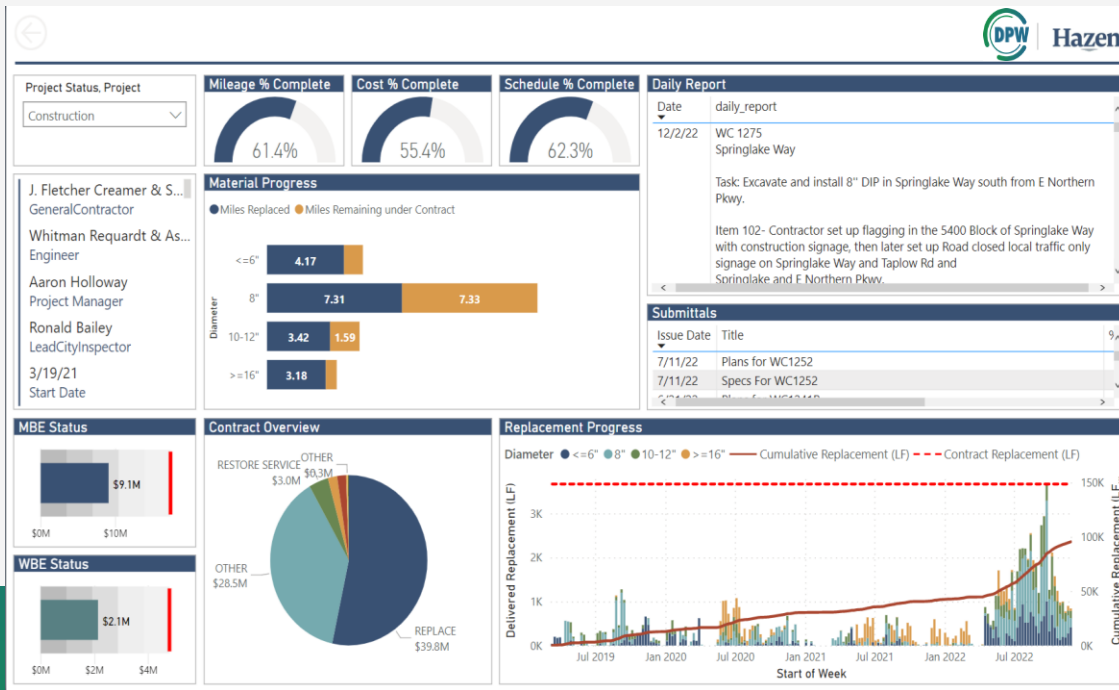 DPW
Hazen
Project Status, Project
Construction
Mileage % Complete
61.4%
Cost % Complete
55.4%
Schedule % Complete
62.3%
Daily Report
Date daily_report
12/2/22 WC 1275
Springlake Way
Task: Excavate and install 8" DIP in Springlake Way south from E Northern
Pkwy.
Item 102- Contractor set up flagging in the 5400 Block of Springlake Way
with construction signage, then later set up Road closed local traffic only
signage on Springlake Way and Taplow Rd and
Springlake and E Northern Pkwy.
J. Fletcher Creamer & S...
GeneralContractor
Whitman Requardt & As...
Engineer
Aaron Holloway
Project Manager
Ronald Bailey
LeadCityInspector
3/19/21
Start Date
Material Progress
Miles Replaced Miles Remaining under Contract
Diameter
<=6" 4.17
8" 7.31 7.33
10-12" 3.42 1.59
>=16" 3.18
Submittals
Issue Date Title
7/11/22 Plans for WC1252
7/11/22 Specs For WC1252
MBE Status
$9.1M
$0M $10M
WBE Status
$2.1M
$0M $2M $4M
Contract Overview
OTHER
$0.3M
RESTORE SERVICE
$3.0M
OTHER
$28.5M
REPLACE
$39.8M
Replacement Progress
Diameter <=6" 8" 10-12" >=16" Cumulative Replacement (LF) Contract Replacement (LF)
Delivered Replacement (LF)
3K 150K
2K 100K
1K 50K
0K 0K
Cumulative Replacement (LF)
Jul 2019 Jan 2020 Jul 2020 Jan 2021 Jul 2021 Jan 2022 Jul 2022
Start of Week